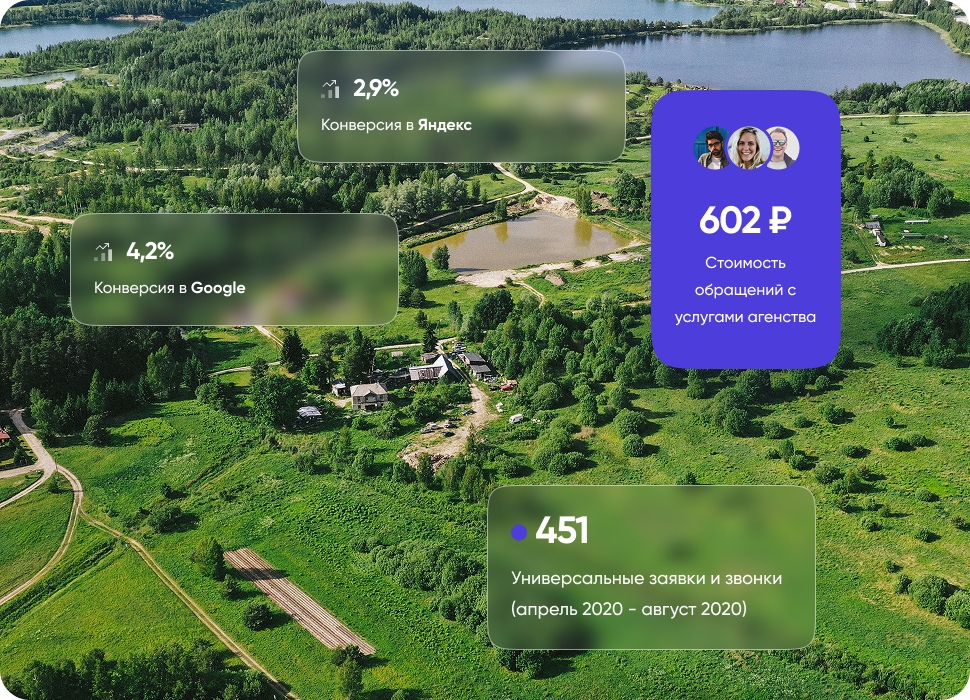 2,9%
Конверсия в Яндекс
602 ₽
Стоимость
обращений с
услугами агенства
4,2%
Конверсия в Google
451
Универсальные заявки и звонки
(апрель 2020 - август 2020)